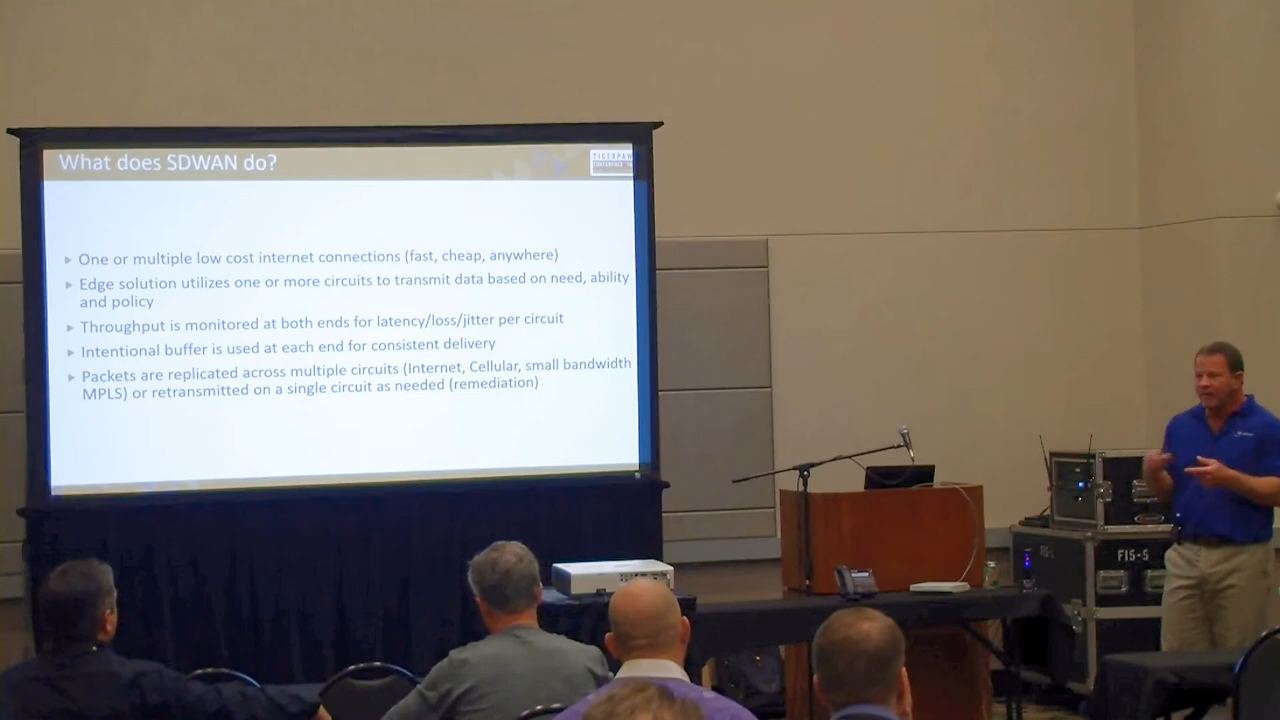 What does SDWAN do?
TIGERPAW
CONFERENCE
▶ One or multiple low cost internet connections (fast, cheap, anywhere)
▶ Edge solution utilizes one or more circuits to transmit data based on need, ability
and policy
▶ Throughput is monitored at both ends for latency/loss/jitter per circuit
▶ Intentional buffer is used at each end for consistent delivery
▶ Packets are replicated across multiple circuits (Internet, Cellular, small bandwidth
MPLS) or retransmitted on a single circuit as needed (remediation)
F15-5